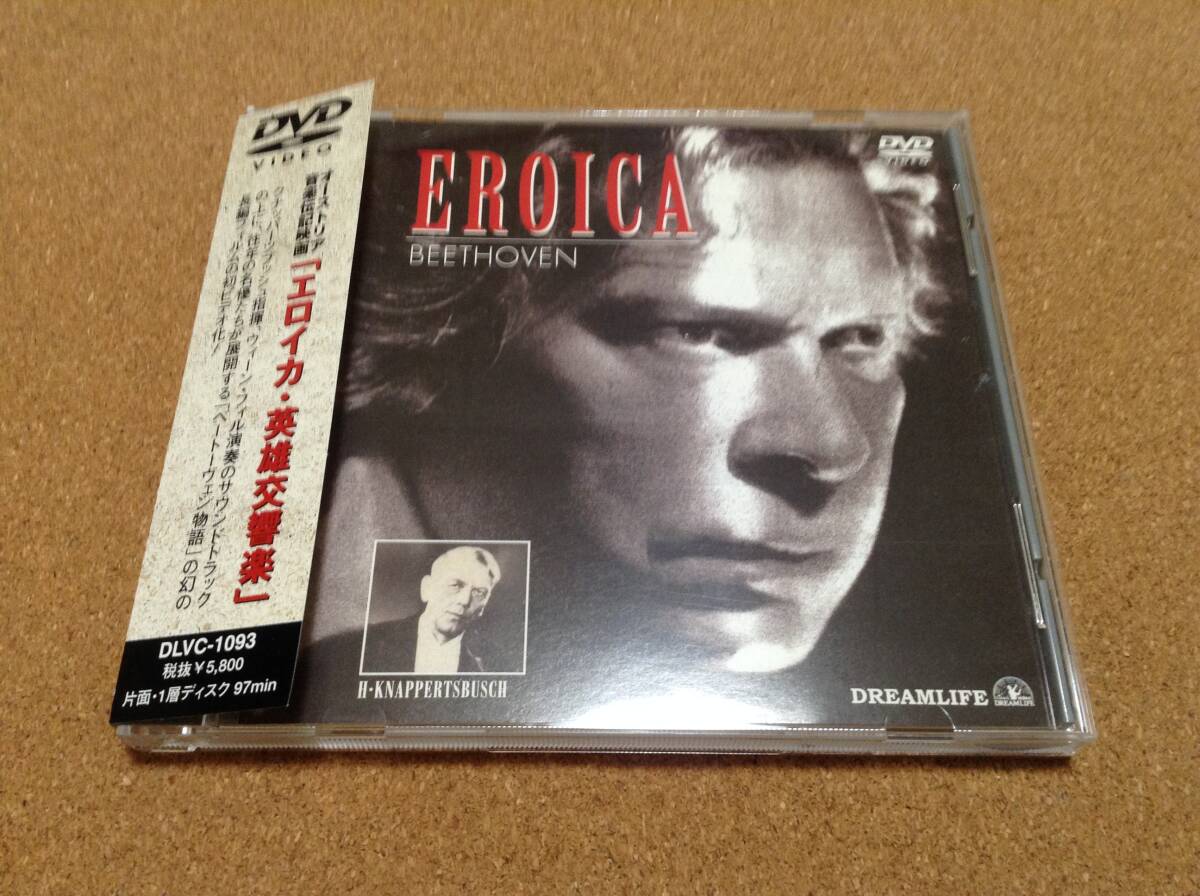 DVD
VIDEO
オーストリア
音楽伝記映画
「エロイカ・英雄交響楽」
クナッパーツブッシュ指揮、ウィーン・フィル演奏のサウンドトラック
の上に、往年の名優たちが展開する「ベートーヴェン物語」の幻の
長編フィルムの初ビデオ化!
DLVC-1093
税抜¥5,800
片面・1層ディスク 97min
EROICA
BEETHOVEN
DVD
VIDEO
H·KNAPPERTSBUSCH
DREAMLIFE
DREAMLIFE